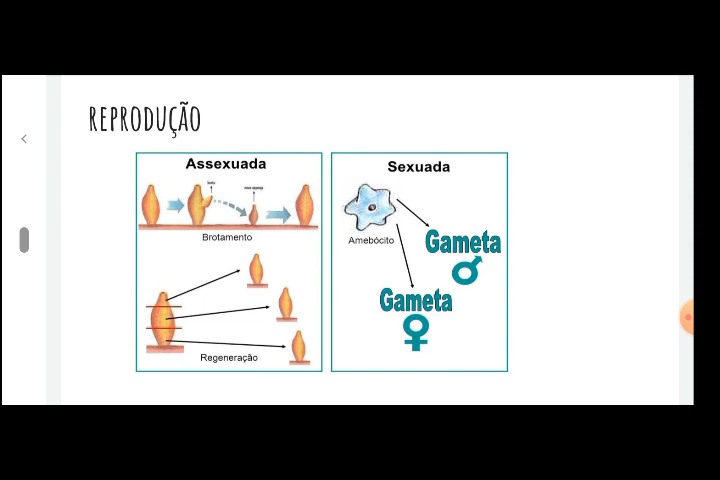 REPRODUÇÃO
Assexuada
Brotamento
Regeneração
Sexuada
Amebócito
Gameta
Gameta